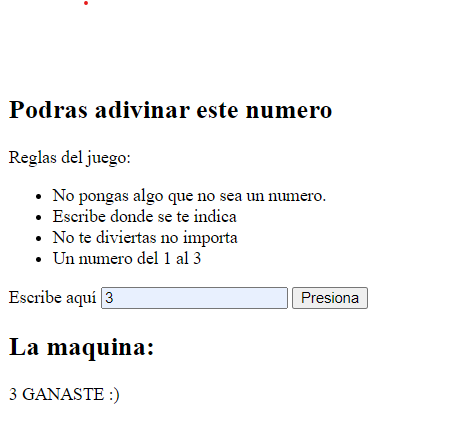 Podras adivinar este numero
Reglas del juego:
No pongas algo que no sea un numero.
Escribe donde se te indica
No te diviertas no importa
Un numero del 1 al 3
Escribe aquí 3 Presiona
La maquina:
3 GANASTE :)